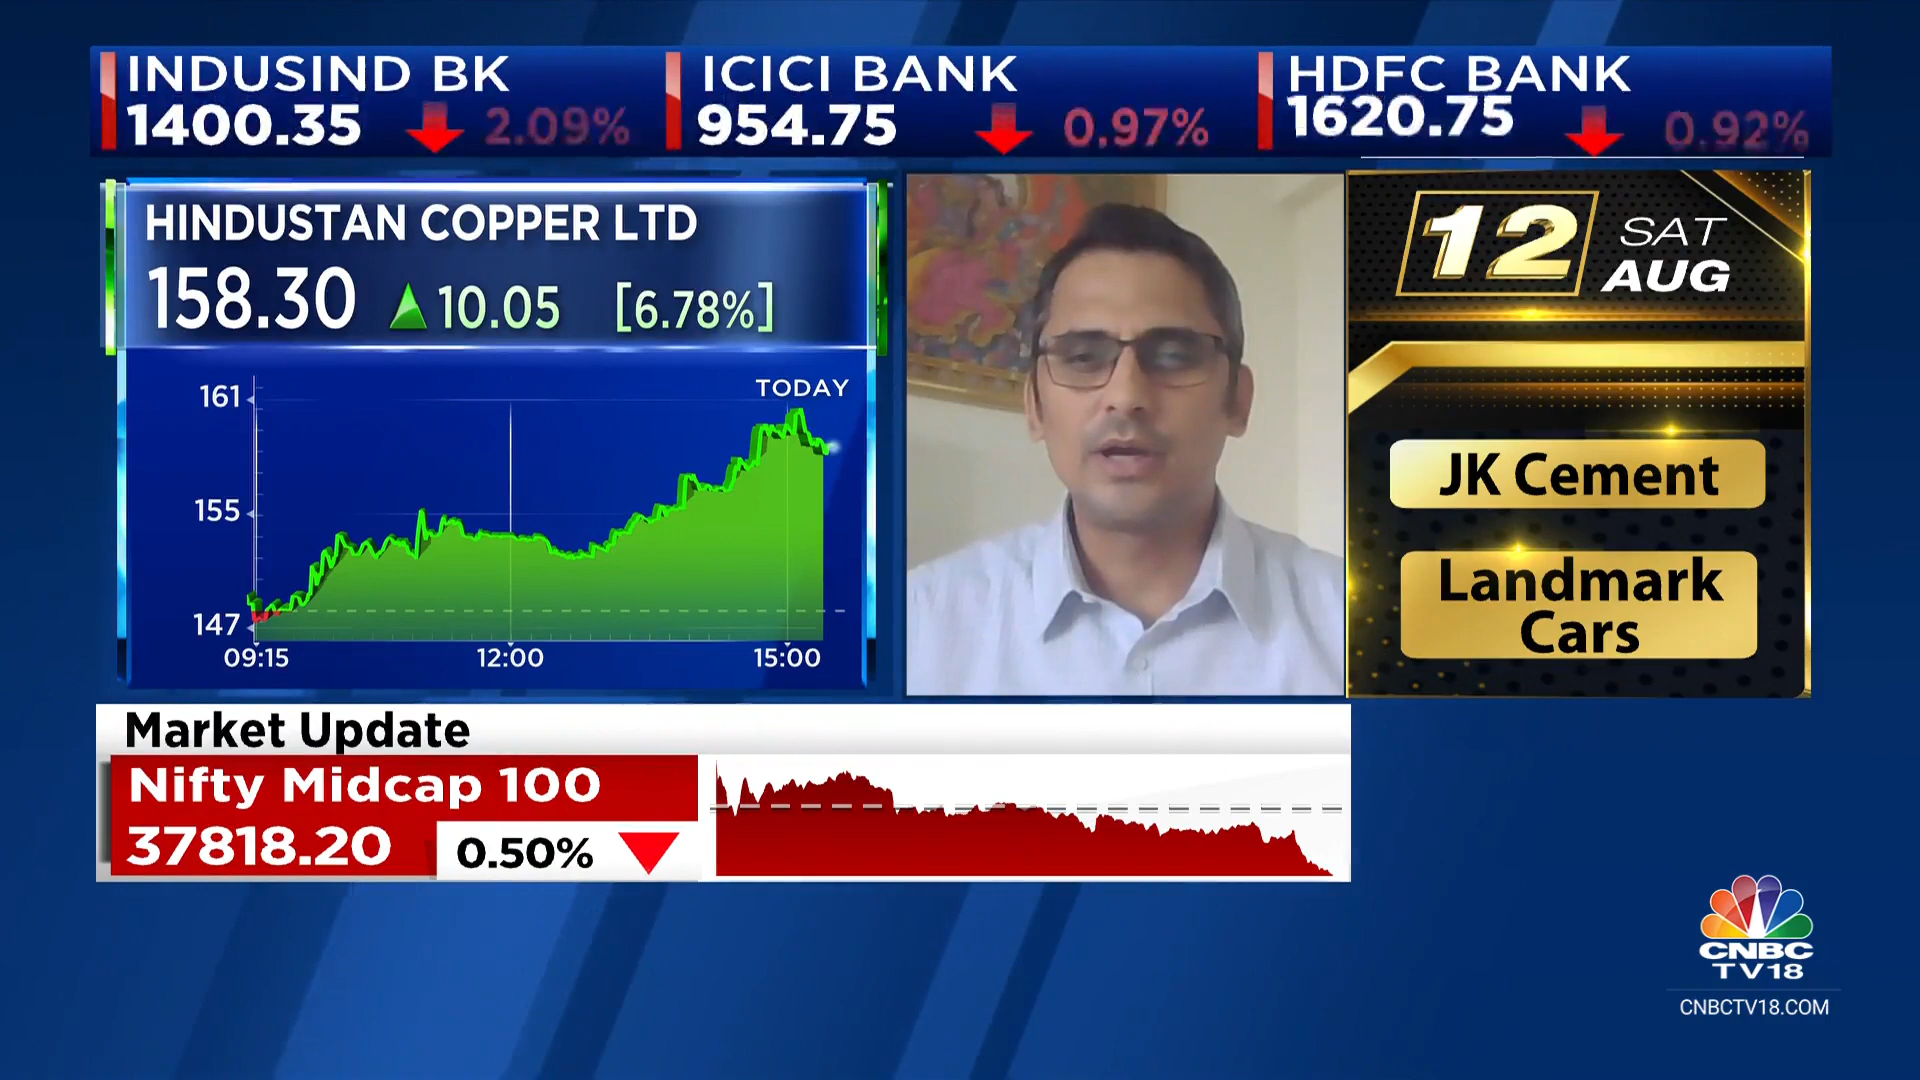 INDUSIND BK
1400.35 2.09%
ICICI BANK
954.75 0.97%
HDFC BANK
1620.75 0.92%
HINDUSTAN COPPER LTD
158.30 10.05 [6.78%]
TODAY
161
155
147
09:15 12:00 15:00
12 SAT
AUG
JK Cement
Landmark
Cars
Market Update
Nifty Midcap 100
37818.20 0.50%
CNBC
TV18
CNBCTV18.COM